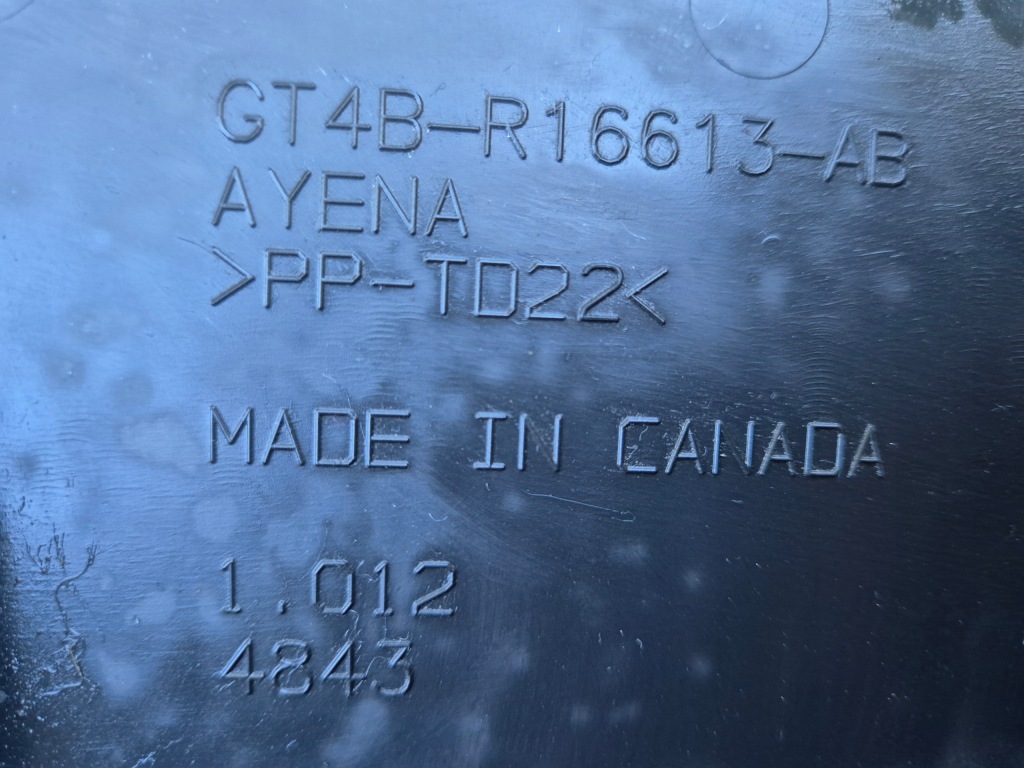 GT4B-R16613-AB
AYENA
>PP-TD22<
MADE IN CANADA
1.012
4843